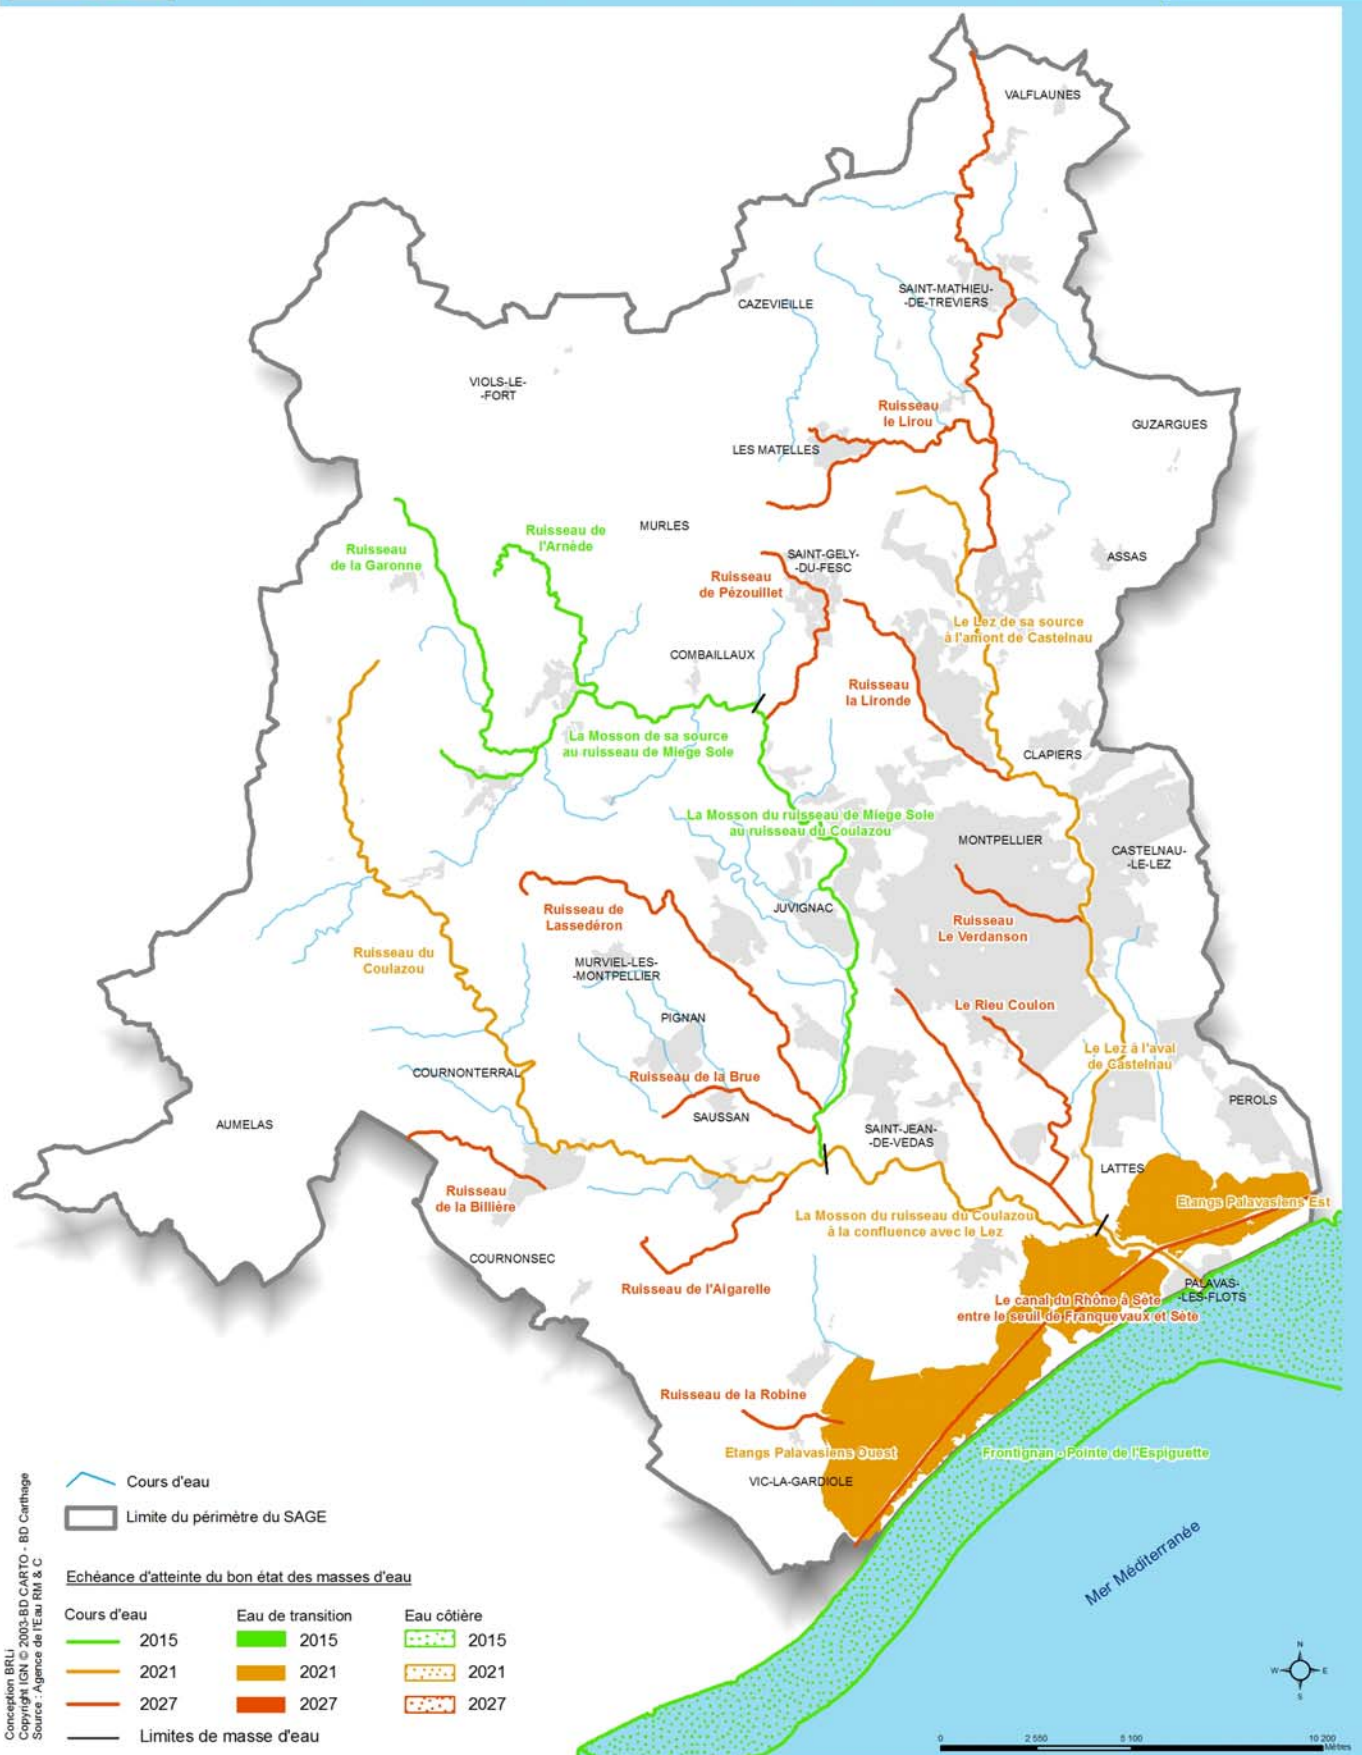 VALFLAUNES
SAINT-MATHIEU-
-DE-TREVIERS
CAZEVIEILLE
VIOLS-LE-
-FORT
Ruisseau
le Lirou
GUZARGUES
LES MATELLES
MURLES
Ruisseau de
l'Arnède
Ruisseau
de la Garonne
SAINT-GELY-
-DU-FESC
ASSAS
Ruisseau
de Pézouillet
Le Lez de sa source
à l'amont de Castelnau
COMBAILLAUX
Ruisseau
la Lironde
La Mosson de sa source
au ruisseau de Miege Sole
CLAPIERS
La Mosson du ruisseau de Miege Sole
au ruisseau du Coulazou
MONTPELLIER
CASTELNAU-
-LE-LEZ
Ruisseau de
Lassedéron
JUVIGNAC
Ruisseau
Le Verdanson
Ruisseau du
Coulazou
MURVIEL-LES-
-MONTPELLIER
Le Rieu Coulon
PIGNAN
Le Lez à l'aval
de Castelnau
COURNONTERRAL
Ruisseau de la Brue
PEROLS
AUMELAS
SAUSSAN
SAINT-JEAN-
-DE-VEDAS
LATTES
Ruisseau
de la Billière
Etangs Palavasiens Est
La Mosson du ruisseau du Coulazou
à la confluence avec le Lez
COURNONSEC
Ruisseau de l'Aigarelle
PALAVAS-
-LES-FLOTS
Le canal du Rhône à Sète
entre le seuil de Franquevaux et Sète
Ruisseau de la Robine
Etangs Palavasiens Ouest
Frontignan - Pointe de l'Espiguette
VIC-LA-GARDIOLE
Mer Méditerranée
Cours d'eau
Limite du périmètre du SAGE
Echéance d'atteinte du bon état des masses d'eau
Cours d'eau
Eau de transition
Eau côtière
2015
2015
2015
2021
2021
2021
2027
2027
2027
Limites de masse d'eau
Conception BRLi
Copyright IGN © 2003-BD CARTO - BD Carthage
Source : Agence de l'Eau RM & C
N
W
E
S
0
2 550
5 100
10 200
Mètres